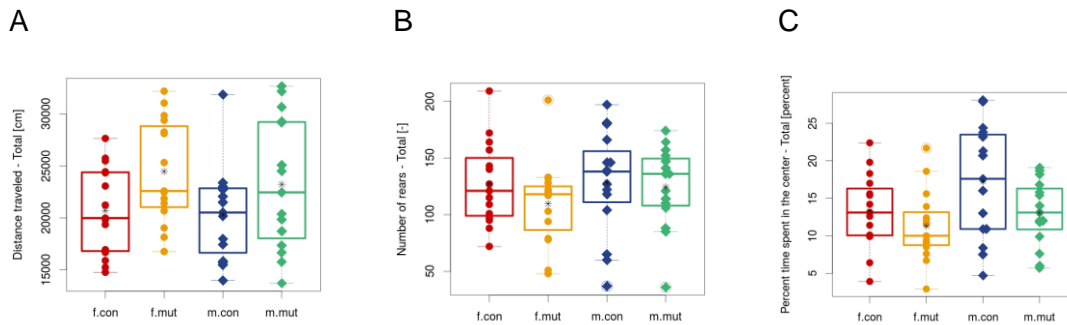 A
B
C
Distance traveled - Total [cm]
30000
25000
20000
15000
f.con
f.mut
m.con
m.mut
Number of rears - Total [-]
200
150
100
50
f.con
f.mut
m.con
m.mut
Percent time spent in the center - Total [percent]
25
20
15
10
5
f.con
f.mut
m.con
m.mut